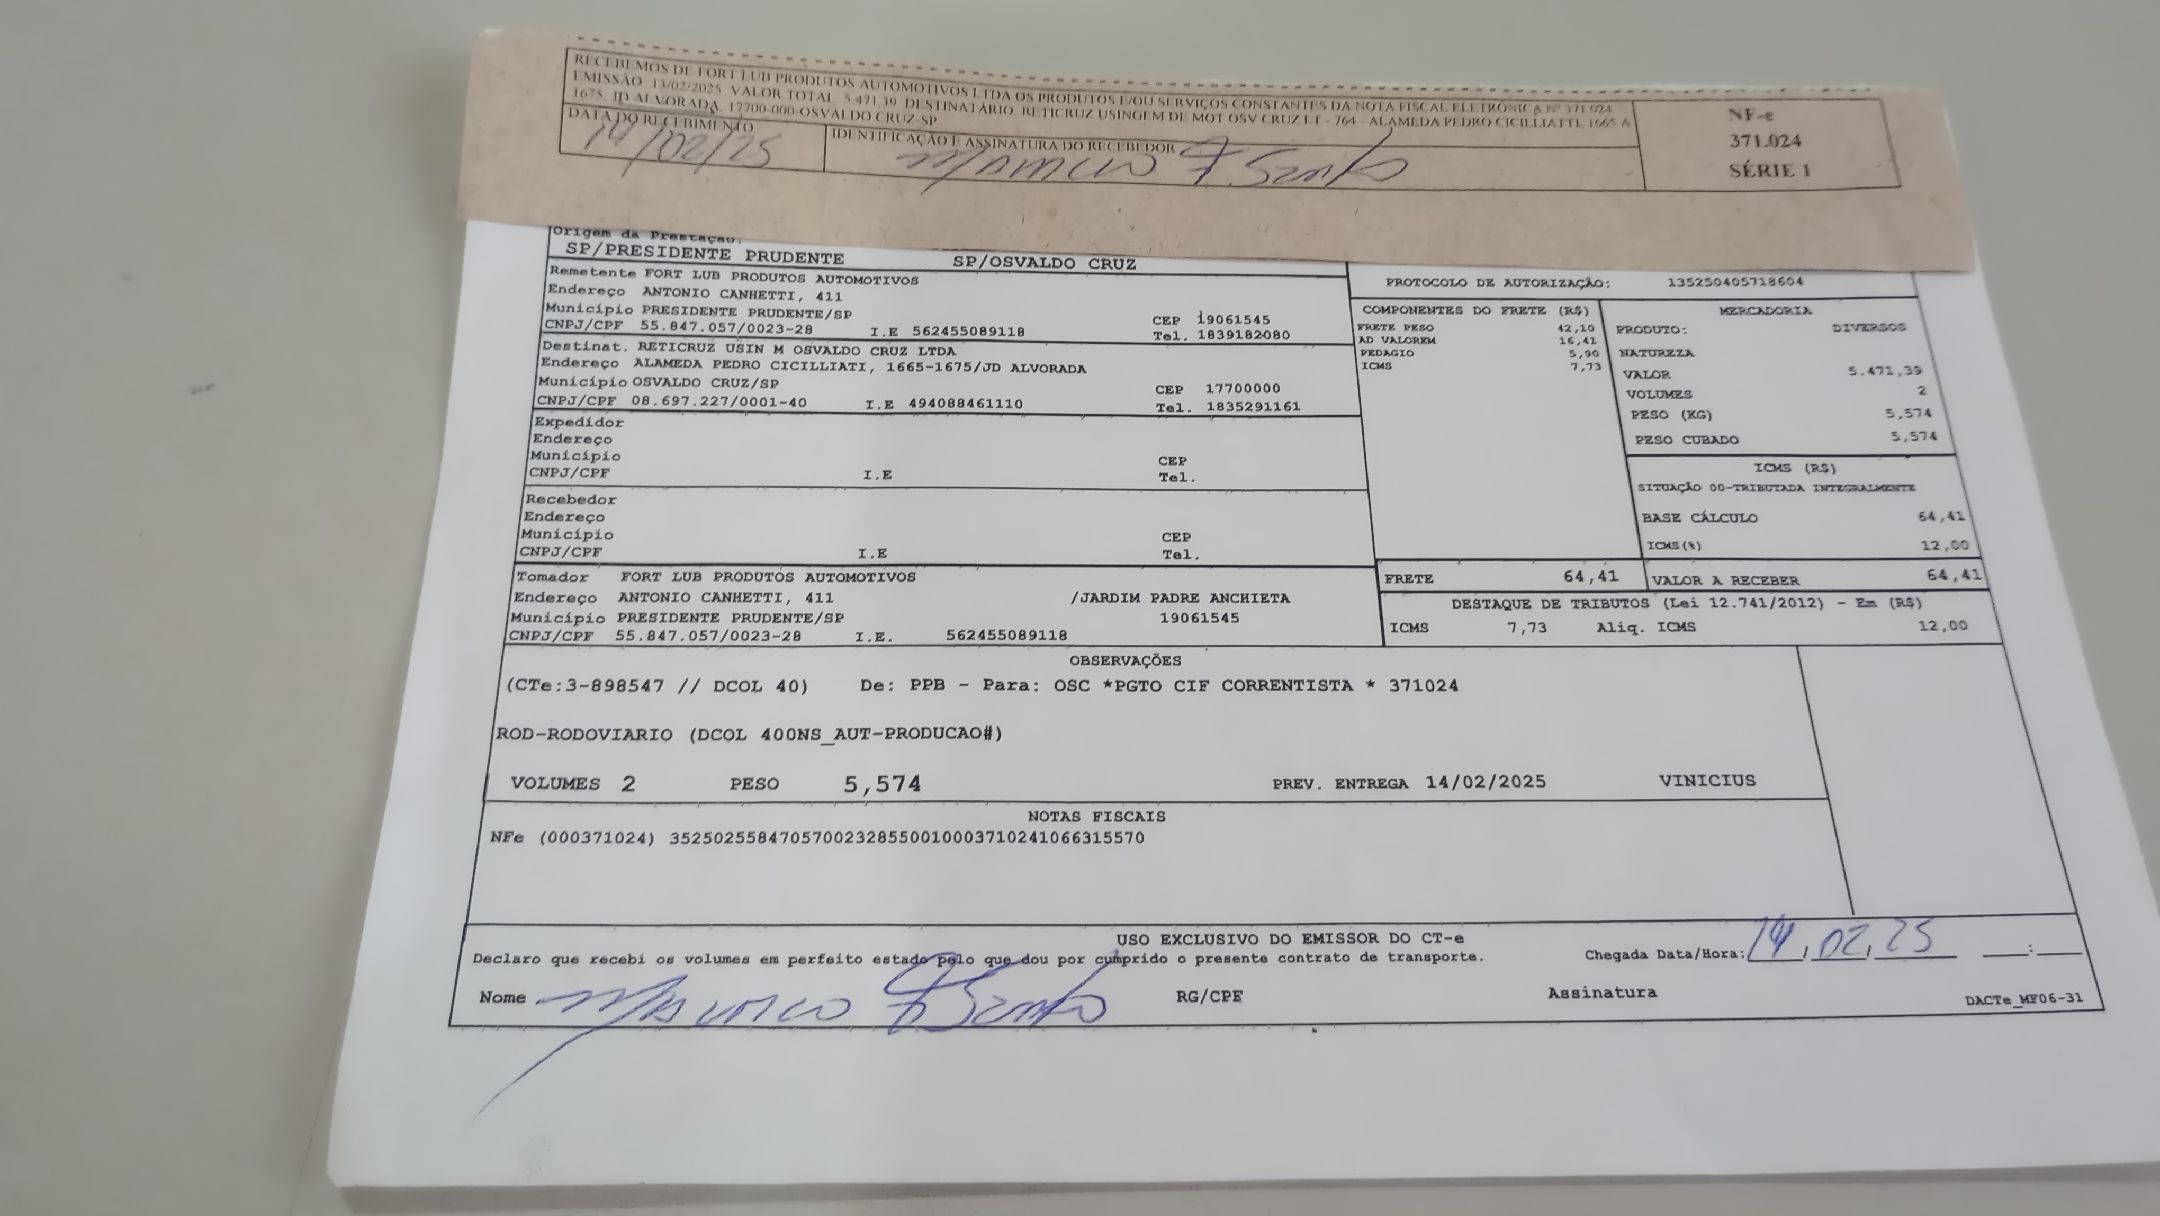 RECEBEMOS DE FORT LUB PRODUTOS AUTOMOTIVOS LTDA OS PRODUTOS E/OU SERVIÇOS CONSTANTES DA NOTA FISCAL ELETRÔNICA Nº 371.024
EMISSÃO: 13/02/2025 VALOR TOTAL: 5.471,39 DESTINATÁRIO: RETICRUZ USINGEM DE MOT OSV CRUZ LT - 764 - ALAMEDA PEDRO CICILLIATTI, 1665 A
1675, JD ALVORADA, 17700-000-OSVALDO CRUZ-SP
DATA DO RECEBIMENTO
14/02/25
IDENTIFICAÇÃO E ASSINATURA DO RECEBEDOR
NF-e
371.024
SÉRIE 1
Origem da Prestação:
SP/PRESIDENTE PRUDENTE SP/OSVALDO CRUZ
Remetente FORT LUB PRODUTOS AUTOMOTIVOS
Endereço ANTONIO CANHETTI, 411
Município PRESIDENTE PRUDENTE/SP CEP 19061545
CNPJ/CPF 55.847.057/0023-28 I.E 562455089118 Tel. 1839182080
Destinat. RETICRUZ USIN M OSVALDO CRUZ LTDA
Endereço ALAMEDA PEDRO CICILLIATI, 1665-1675/JD ALVORADA
Município OSVALDO CRUZ/SP CEP 17700000
CNPJ/CPF 08.697.227/0001-40 I.E 494088461110 Tel. 1835291161
Expedidor
Endereço
Município CEP
CNPJ/CPF I.E Tel.
Recebedor
Endereço
Município CEP
CNPJ/CPF I.E Tel.
Tomador FORT LUB PRODUTOS AUTOMOTIVOS
Endereço ANTONIO CANHETTI, 411 /JARDIM PADRE ANCHIETA
Município PRESIDENTE PRUDENTE/SP 19061545
CNPJ/CPF 55.847.057/0023-28 I.E. 562455089118
PROTOCOLO DE AUTORIZAÇÃO: 135250405718604
COMPONENTES DO FRETE (R$)
FRETE PESO 42,10
AD VALOREM 16,41
PEDAGIO 5,90
ICMS 7,73
MERCADORIA
PRODUTO: DIVERSOS
NATUREZA
VALOR 5.471,39
VOLUMES 2
PESO (KG) 5,574
PESO CUBADO 5,574
ICMS (R$)
SITUAÇÃO 00-TRIBUTADA INTEGRALMENTE
BASE CÁLCULO 64,41
ICMS(%) 12,00
FRETE 64,41 VALOR A RECEBER 64,41
DESTAQUE DE TRIBUTOS (Lei 12.741/2012) - Em (R$)
ICMS 7,73 Aliq. ICMS 12,00
OBSERVAÇÕES
(CTe:3-898547 // DCOL 40) De: PPB - Para: OSC *PGTO CIF CORRENTISTA * 371024
ROD-RODOVIARIO (DCOL 400NS_AUT-PRODUCAO#)
VOLUMES 2 PESO 5,574 PREV. ENTREGA 14/02/2025 VINICIUS
NOTAS FISCAIS
NFe (000371024) 35250255847057002328550010003710241066315570
USO EXCLUSIVO DO EMISSOR DO CT-e
Declaro que recebi os volumes em perfeito estado pelo que dou por cumprido o presente contrato de transporte.
Chegada Data/Hora: 14, 02, 25 :
Nome RG/CPF Assinatura
DACTe_MF06-31